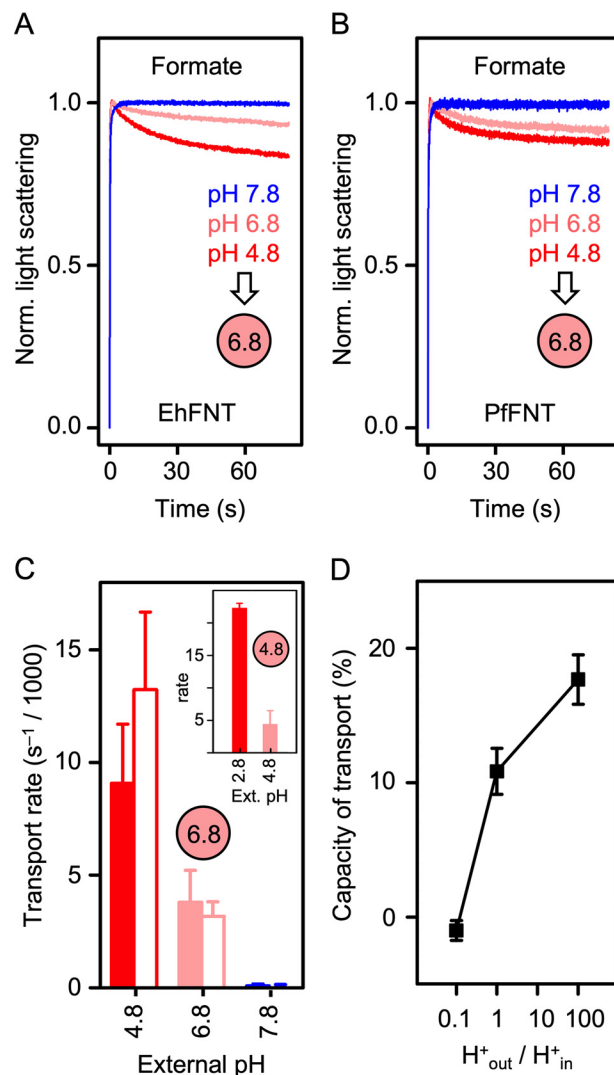 A
Formate
Norm. light scattering
1.0
0.5
0.0
pH 7.8
pH 6.8
pH 4.8
6.8
EhFNT
0 30 60
Time (s)
B
Formate
Norm. light scattering
1.0
0.5
0.0
pH 7.8
pH 6.8
pH 4.8
6.8
PfFNT
0 30 60
Time (s)
C
Transport rate (s⁻¹ / 1000)
15
10
5
0
6.8
4.8 6.8 7.8
External pH
rate
15
5
4.8
2.8 4.8
Ext. pH
D
Capacity of transport (%)
20
10
0
0.1 1 10 100
H⁺out / H⁺in